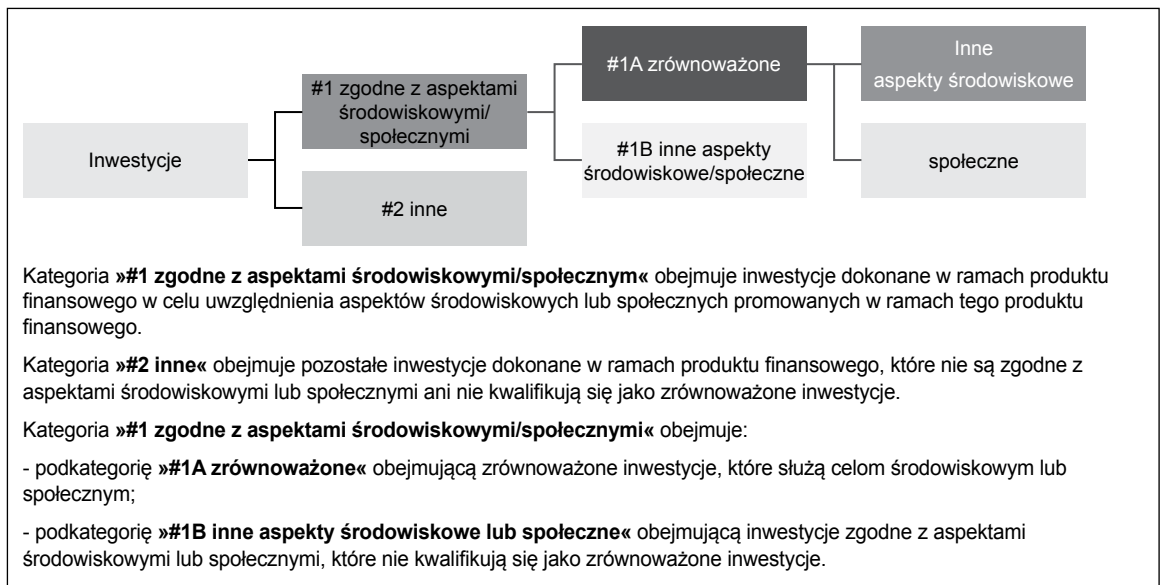 Inwestycje
#1 zgodne z aspektami
środowiskowymi/
społecznymi
#2 inne
#1A zrównoważone
#1B inne aspekty
środowiskowe/społeczne
Inne
aspekty środowiskowe
społeczne
Kategoria »#1 zgodne z aspektami środowiskowymi/społecznym« obejmuje inwestycje dokonane w ramach produktu
finansowego w celu uwzględnienia aspektów środowiskowych lub społecznych promowanych w ramach tego produktu
finansowego.
Kategoria »#2 inne« obejmuje pozostałe inwestycje dokonane w ramach produktu finansowego, które nie są zgodne z
aspektami środowiskowymi lub społecznymi ani nie kwalifikują się jako zrównoważone inwestycje.
Kategoria »#1 zgodne z aspektami środowiskowymi/społecznymi« obejmuje:
- podkategorię »#1A zrównoważone« obejmującą zrównoważone inwestycje, które służą celom środowiskowym lub
społecznym;
- podkategorię »#1B inne aspekty środowiskowe lub społeczne« obejmującą inwestycje zgodne z aspektami
środowiskowymi lub społecznymi, które nie kwalifikują się jako zrównoważone inwestycje.